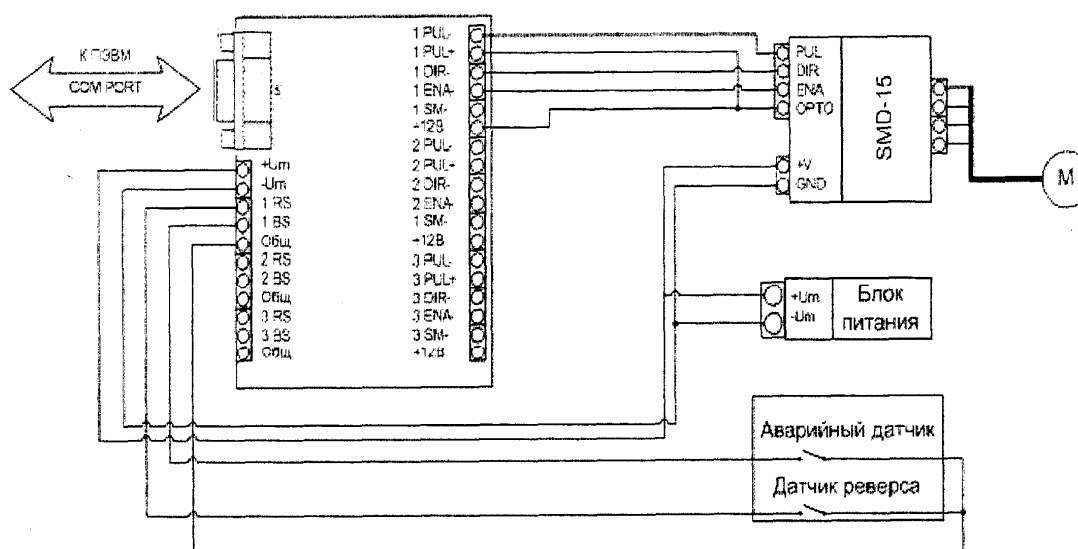 К ПЭВМ
COM PORT
1 PUL-
1 PUL+
1 DIR-
1 ENA-
1 SM-
+12В
2 PUL-
2 PUL+
2 DIR-
2 ENA-
1 SM-
+12В
3 PUL-
3 PUL+
3 DIR-
3 ENA-
3 SM-
+12В
+Um
-Um
1 RS
1 BS
Общ
2 RS
2 BS
Общ
3 RS
3 BS
Общ
PUL
DIR
ENA
OPTO
+V
GND
SMD-15
М
+Um
-Um
Блок
питания
Аварийный датчик
Датчик реверса